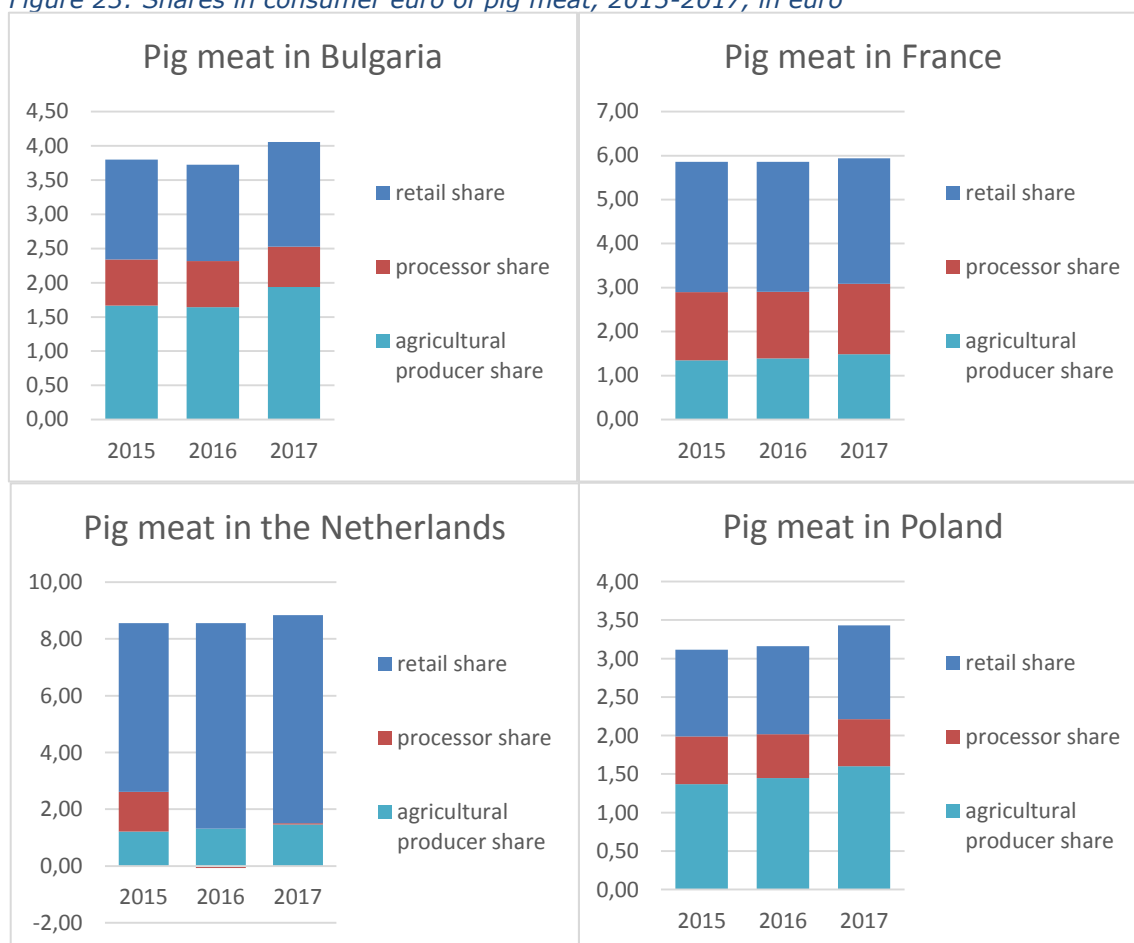 Figure 25: Shares in consumer euro of pig meat, 2015-2017, in euro
Pig meat in Bulgaria
4,50
4,00
3,50
3,00
2,50
2,00
1,50
1,00
0,50
0,00
2015 2016 2017
retail share
processor share
agricultural
producer share
Pig meat in France
7,00
6,00
5,00
4,00
3,00
2,00
1,00
0,00
2015 2016 2017
retail share
processor share
agricultural
producer share
Pig meat in the Netherlands
10,00
8,00
6,00
4,00
2,00
0,00
-2,00
2015 2016 2017
retail share
processor share
agricultural
producer share
Pig meat in Poland
4,00
3,50
3,00
2,50
2,00
1,50
1,00
0,50
0,00
2015 2016 2017
retail share
processor share
agricultural
producer share